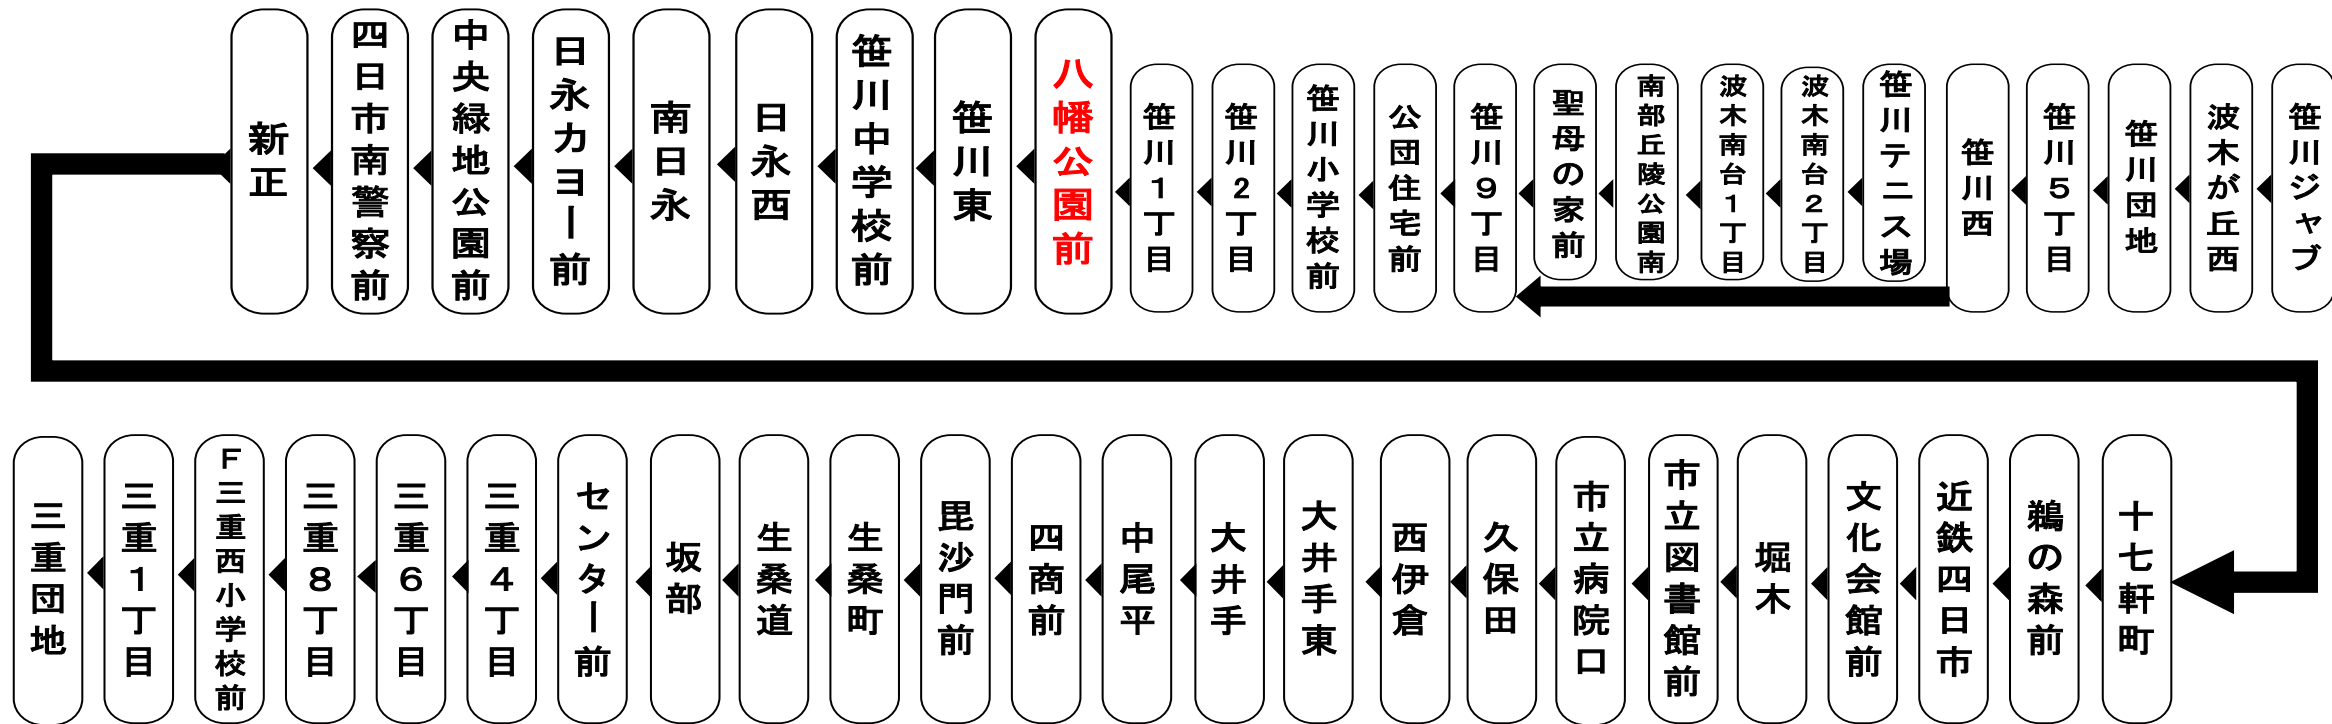 笹川ジャブ
波木が丘西
笹川団地
笹川5丁目
笹川西
笹川テニス場
波木南台2丁目
波木南台1丁目
南部丘陵公園南
聖母の家前
笹川9丁目
公団住宅前
笹川小学校前
笹川2丁目
笹川1丁目
八幡公園前
笹川東
笹川中学校前
日永西
南日永
日永カヨー前
中央緑地公園前
四日市南警察前
新正
十七軒町
鵜の森前
近鉄四日市
文化会館前
堀木
市立図書館前
市立病院口
久保田
西伊倉
大井手東
大井手
中尾平
四商前
毘沙門前
生桑町
生桑道
坂部
センター前
三重4丁目
三重6丁目
三重8丁目
F三重西小学校前
三重1丁目
三重団地